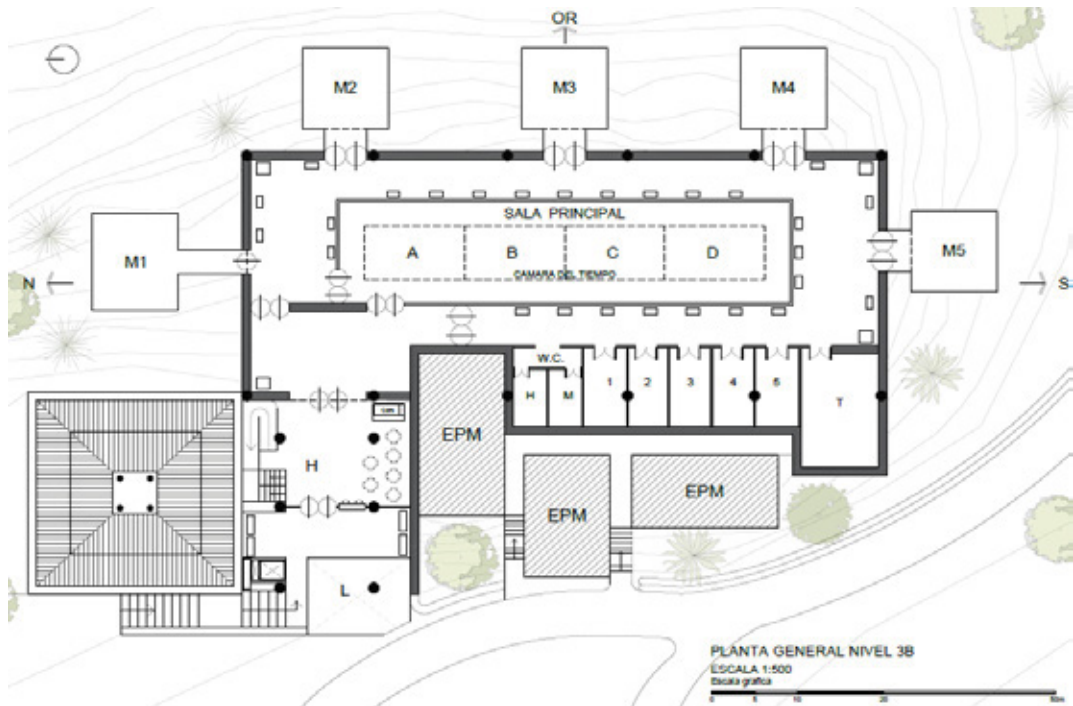 OR
M2
M3
M4
SALA PRINCIPAL
A
B
C
D
CAMARA DEL TIEMPO
M1
M5
N
S
W.C.
H
M
1
2
3
4
5
T
EPM
H
EPM
EPM
L
PLANTA GENERAL NIVEL 3B
ESCALA 1:500
Escala gráfica
0
5
10
20
50m